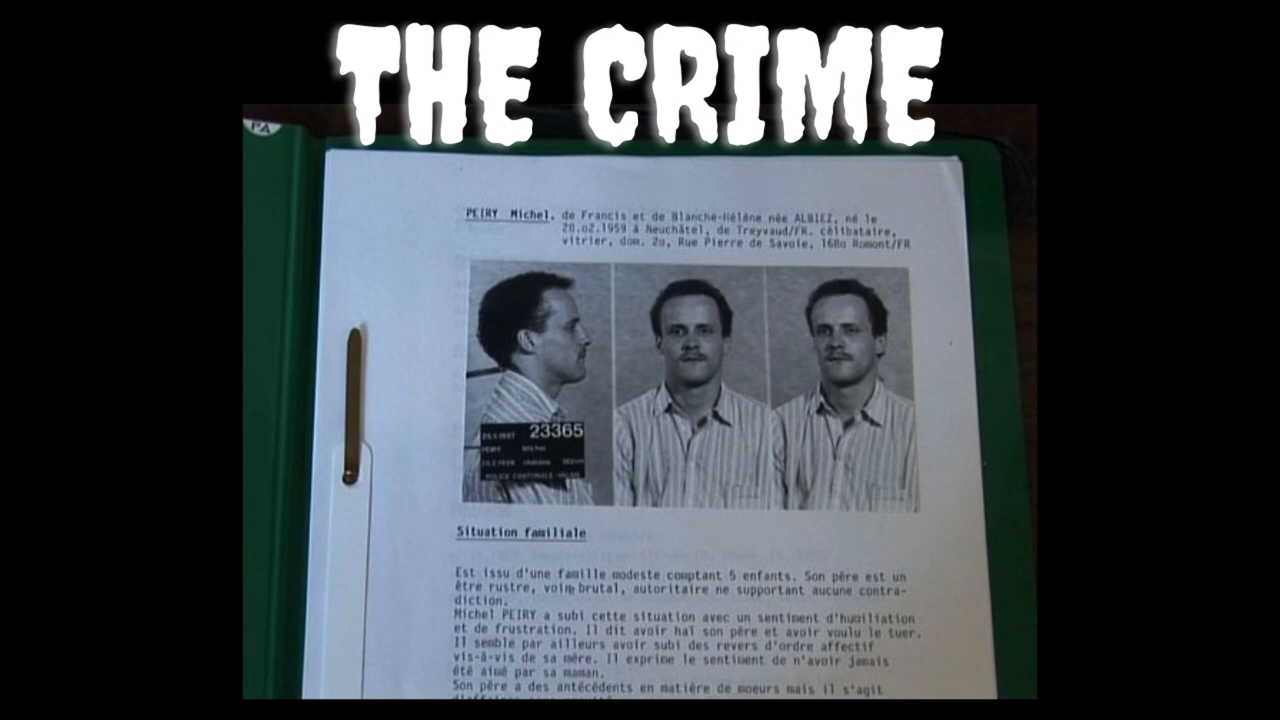 THE CRIME
PA
PEIRY Michel, de Francis et de Blanche-Hélène née ALBIEZ, né le
28.o2.1959 à Neuchâtel, de Treyvaud/FR. célibataire,
vitrier, dom. 2o, Rue Pierre de Savoie, 168o Romont/FR
23365
PEIRY
POLICE CANTONALE VALAIS
Situation familiale
Est issu d'une famille modeste comptant 5 enfants. Son père est un
être rustre, voire brutal, autoritaire ne supportant aucune contra-
diction.
Michel PEIRY a subi cette situation avec un sentiment d'humiliation
et de frustration. Il dit avoir haï son père et avoir voulu le tuer.
Il semble par ailleurs avoir subi des revers d'ordre affectif
vis-à-vis de sa mère. Il exprime le sentiment de n'avoir jamais
été aimé par sa maman.
Son père a des antécédents en matière de moeurs mais il s'agit